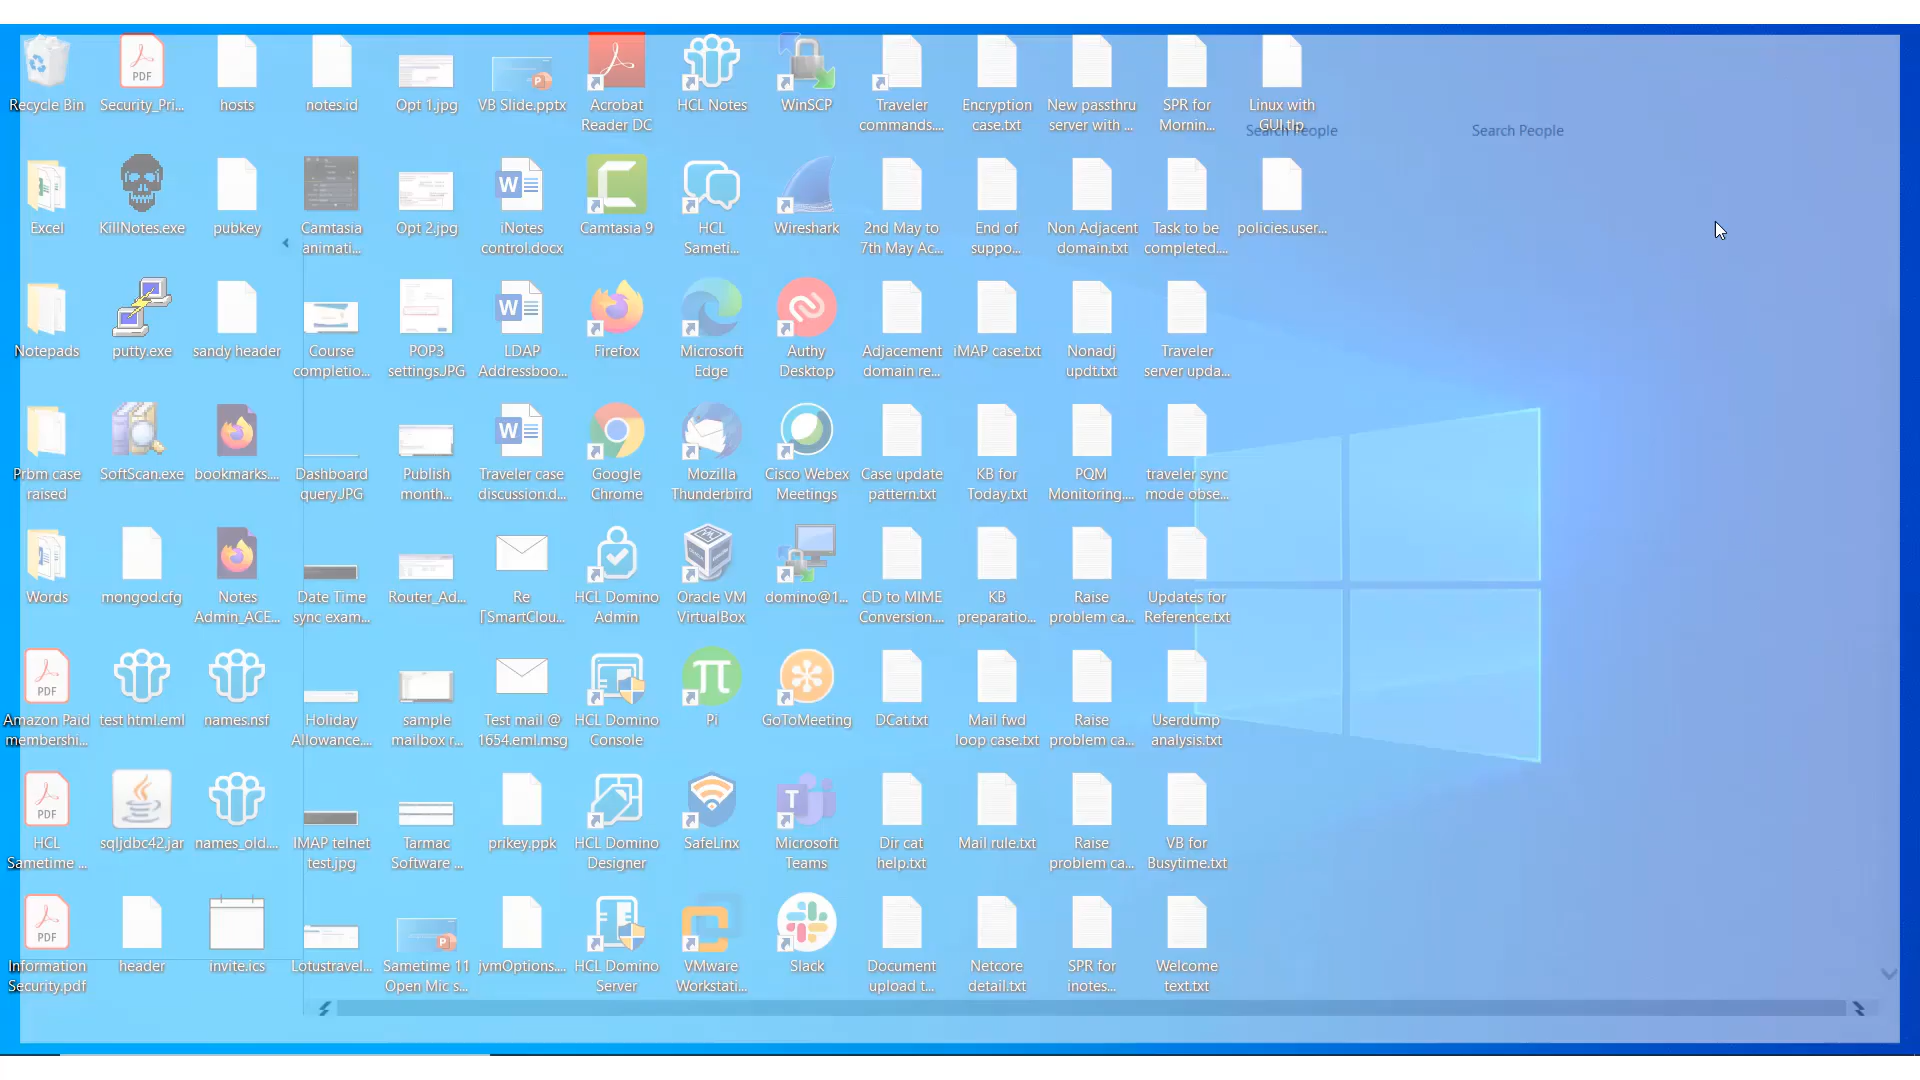 Recycle Bin
Security_Pri...
hosts
notes.id
Opt 1.jpg
VB Slide.pptx
Acrobat
Reader DC
HCL Notes
WinSCP
Traveler
commands....
Encryption
case.txt
New passthru
server with ...
SPR for
Mornin...
Linux with
GUI.tlp
Search People
Search People
Excel
KillNotes.exe
pubkey
Camtasia
animati...
Opt 2.jpg
iNotes
control.docx
Camtasia 9
HCL
Sameti...
Wireshark
2nd May to
7th May Ac...
End of
suppo...
Non Adjacent
domain.txt
Task to be
completed....
policies.user...
Notepads
putty.exe
sandy header
Course
completio...
POP3
settings.JPG
LDAP
Addressboo...
Firefox
Microsoft
Edge
Authy
Desktop
Adjacement
domain re...
iMAP case.txt
Nonadj
updt.txt
Traveler
server upda...
Prbm case
raised
SoftScan.exe
bookmarks....
Dashboard
query.JPG
Publish
month...
Traveler case
discussion.d...
Google
Chrome
Mozilla
Thunderbird
Cisco Webex
Meetings
Case update
pattern.txt
KB for
Today.txt
PQM
Monitoring....
traveler sync
mode obse...
Words
mongod.cfg
Notes
Admin_ACE...
Date Time
sync exam...
Router_Ad...
Re
[SmartClou...
HCL Domino
Admin
Oracle VM
VirtualBox
domino@1...
CD to MIME
Conversion....
KB
preparatio...
Raise
problem ca...
Updates for
Reference.txt
PDF
Amazon Paid
membershi...
test html.eml
names.nsf
Holiday
Allowance....
sample
mailbox r...
Test mail @
1654.eml.msg
HCL Domino
Console
Pi
GoToMeeting
DCat.txt
Mail fwd
loop case.txt
Raise
problem ca...
Userdump
analysis.txt
PDF
HCL
Sametime ...
sqljdbc42.jar
names_old....
IMAP telnet
test.jpg
Tarmac
Software ...
prikey.ppk
HCL Domino
Designer
SafeLinx
Microsoft
Teams
Dir cat
help.txt
Mail rule.txt
Raise
problem ca...
VB for
Busytime.txt
PDF
Information
Security.pdf
header
invite.ics
Lotustravel...
Sametime 11
Open Mic s...
jvmOptions....
HCL Domino
Server
VMware
Workstati...
Slack
Document
upload t...
Netcore
detail.txt
SPR for
inotes...
Welcome
text.txt